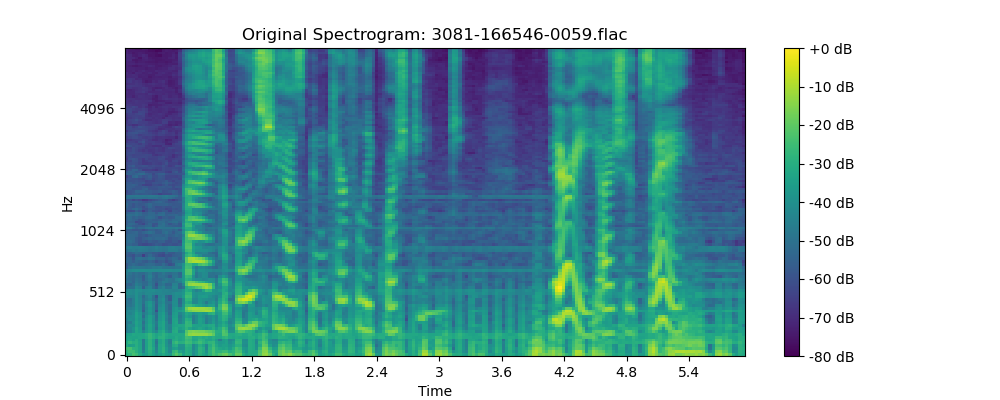 Original Spectrogram: 3081-166546-0059.flac
Hz
4096
2048
1024
512
0
0 0.6 1.2 1.8 2.4 3 3.6 4.2 4.8 5.4
Time
+0 dB
-10 dB
-20 dB
-30 dB
-40 dB
-50 dB
-60 dB
-70 dB
-80 dB